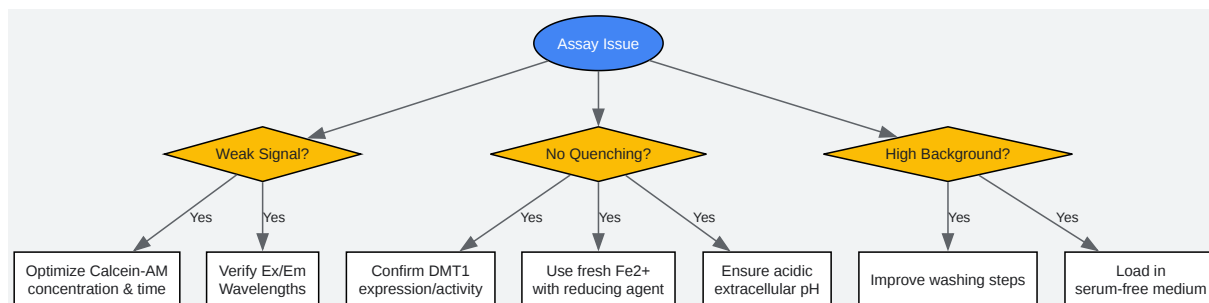 Assay Issue
Weak Signal?
No Quenching?
High Background?
Yes
Yes
Yes
Yes
Yes
Yes
Yes
Optimize Calcein-AM
concentration & time
Verify Ex/Em
Wavelengths
Confirm DMT1
expression/activity
Use fresh Fe2+
with reducing agent
Ensure acidic
extracellular pH
Improve washing steps
Load in
serum-free medium